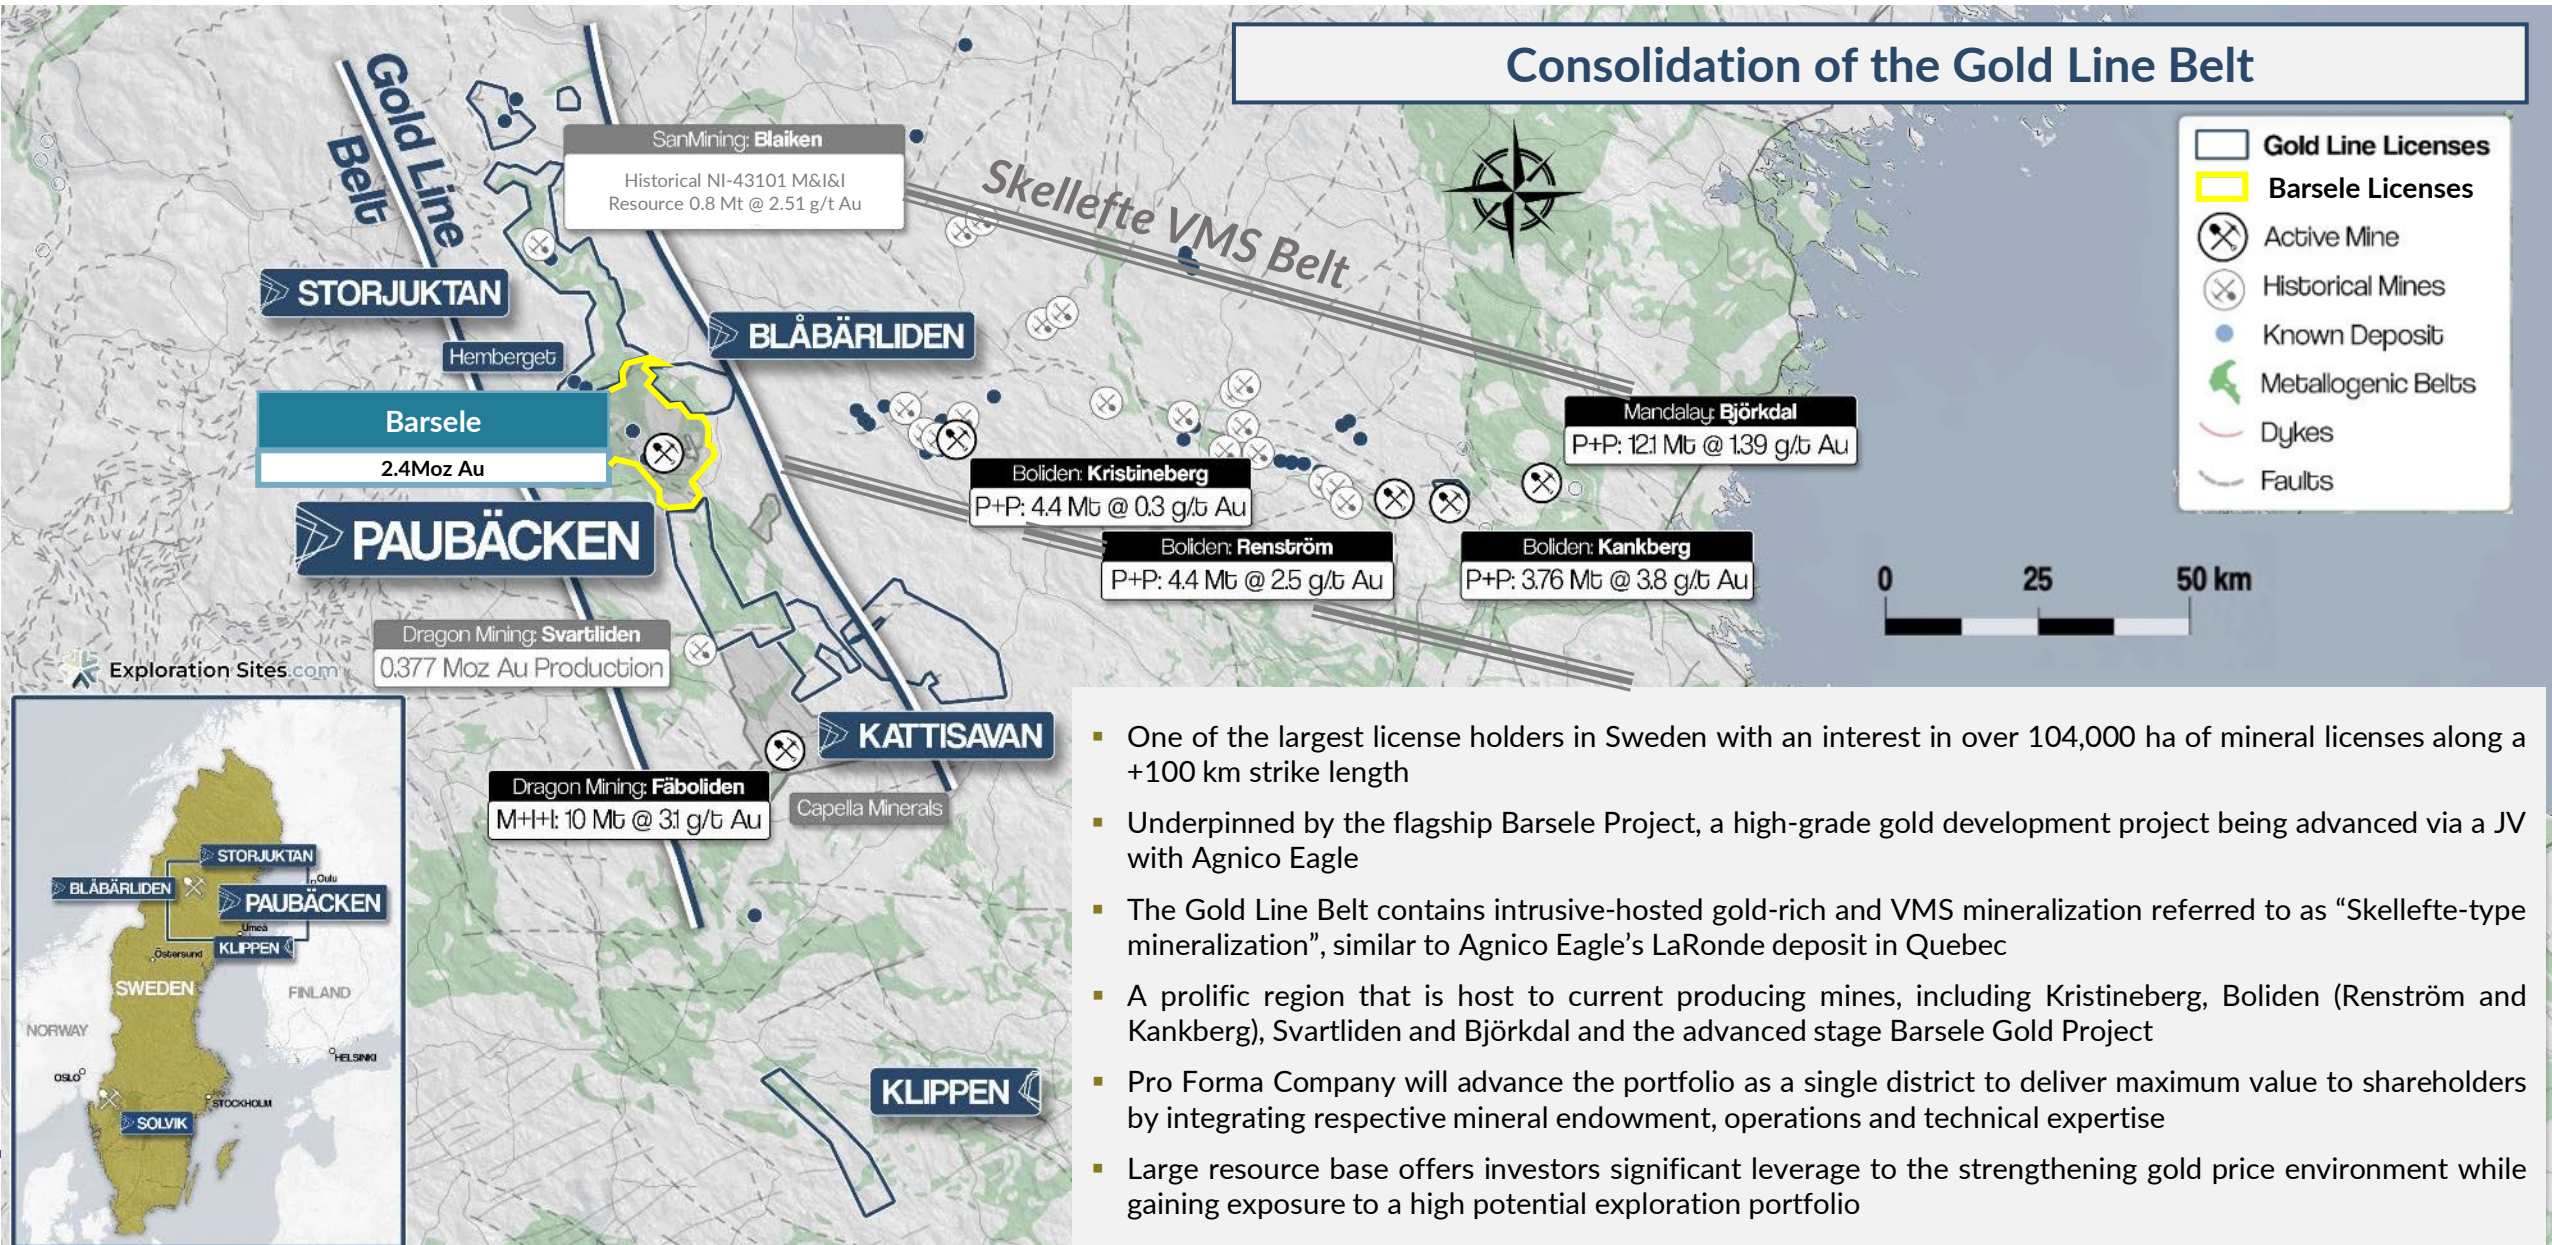 Consolidation of the Gold Line Belt
Gold Line
Belt
SanMining: Blaiken
Historical NI-43101 M&I&I
Resource 0.8 Mt @ 2.51 g/t Au
Skellefte VMS Belt
Gold Line Licenses
Barsele Licenses
Active Mine
Historical Mines
Known Deposit
Metallogenic Belts
Dykes
Faults
STORJUKTAN
BLÅBÄRLIDEN
Hemberget
Barsele
2.4Moz Au
PAUBÄCKEN
Mandalay: Björkdal
P+P: 12.1 Mt @ 1.39 g/t Au
Boliden: Kristineberg
P+P: 4.4 Mt @ 0.3 g/t Au
Boliden: Renström
P+P: 4.4 Mt @ 2.5 g/t Au
Boliden: Kankberg
P+P: 3.76 Mt @ 3.8 g/t Au
0 25 50 km
Dragon Mining: Svartliden
0.377 Moz Au Production
Exploration Sites.com
KATTISAVAN
Dragon Mining: Fäboliden
M+I+I: 10 Mt @ 3.1 g/t Au
Capella Minerals
KLIPPEN
STORJUKTAN
BLÅBÄRLIDEN
Oulu
PAUBÄCKEN
Umeå
KLIPPEN
Östersund
SWEDEN
FINLAND
NORWAY
HELSINKI
OSLO
STOCKHOLM
SOLVIK
▪ One of the largest license holders in Sweden with an interest in over 104,000 ha of mineral licenses along a
+100 km strike length
▪ Underpinned by the flagship Barsele Project, a high-grade gold development project being advanced via a JV
with Agnico Eagle
▪ The Gold Line Belt contains intrusive-hosted gold-rich and VMS mineralization referred to as “Skellefte-type
mineralization”, similar to Agnico Eagle’s LaRonde deposit in Quebec
▪ A prolific region that is host to current producing mines, including Kristineberg, Boliden (Renström and
Kankberg), Svartliden and Björkdal and the advanced stage Barsele Gold Project
▪ Pro Forma Company will advance the portfolio as a single district to deliver maximum value to shareholders
by integrating respective mineral endowment, operations and technical expertise
▪ Large resource base offers investors significant leverage to the strengthening gold price environment while
gaining exposure to a high potential exploration portfolio